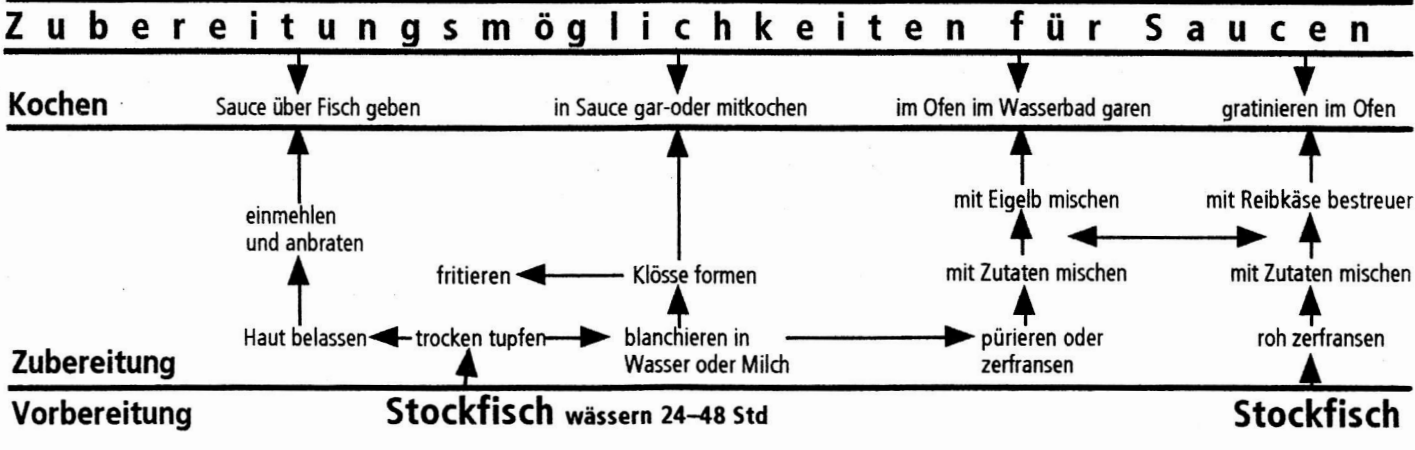 Zubereitungsmöglichkeiten für Saucen
Kochen
Sauce über Fisch geben
in Sauce gar-oder mitkochen
im Ofen im Wasserbad garen
gratinieren im Ofen
einmehlen
und anbraten
mit Eigelb mischen
mit Reibkäse bestreuer
fritieren
Klösse formen
mit Zutaten mischen
mit Zutaten mischen
Zubereitung
Haut belassen
trocken tupfen
blanchieren in
Wasser oder Milch
pürieren oder
zerfransen
roh zerfransen
Vorbereitung
Stockfisch wässern 24–48 Std
Stockfisch